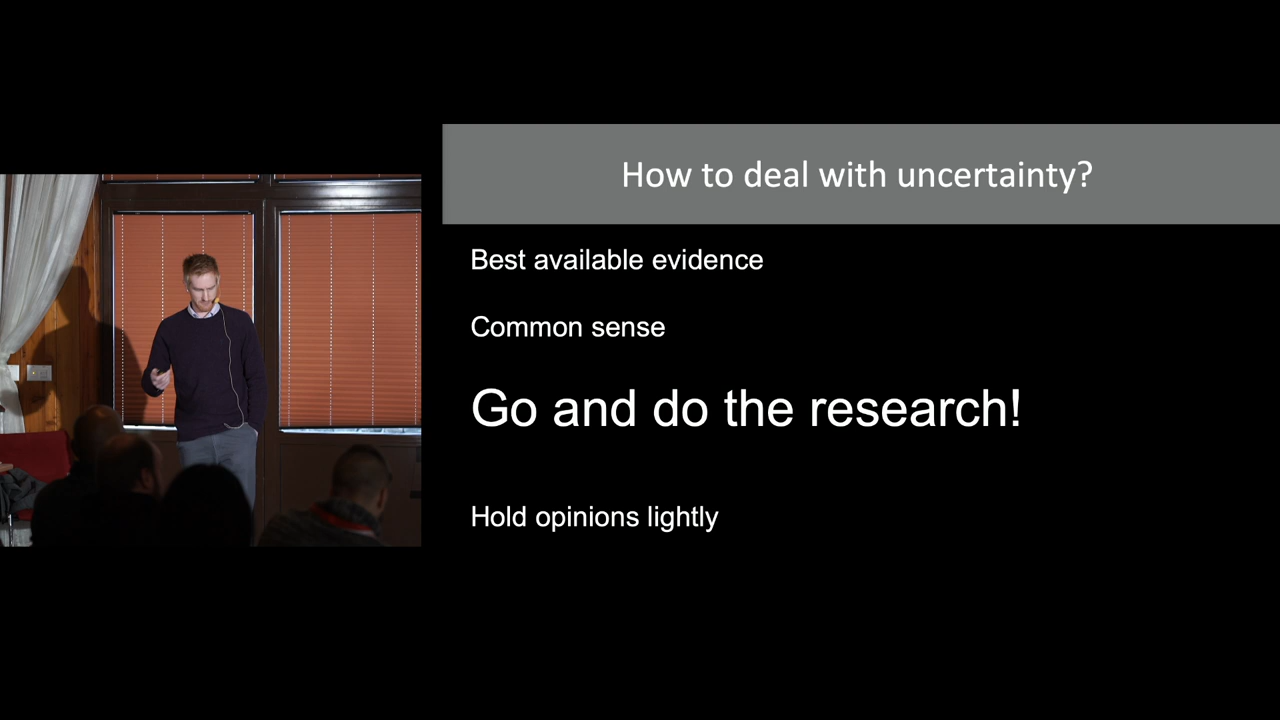 How to deal with uncertainty?
Best available evidence
Common sense
Go and do the research!
Hold opinions lightly